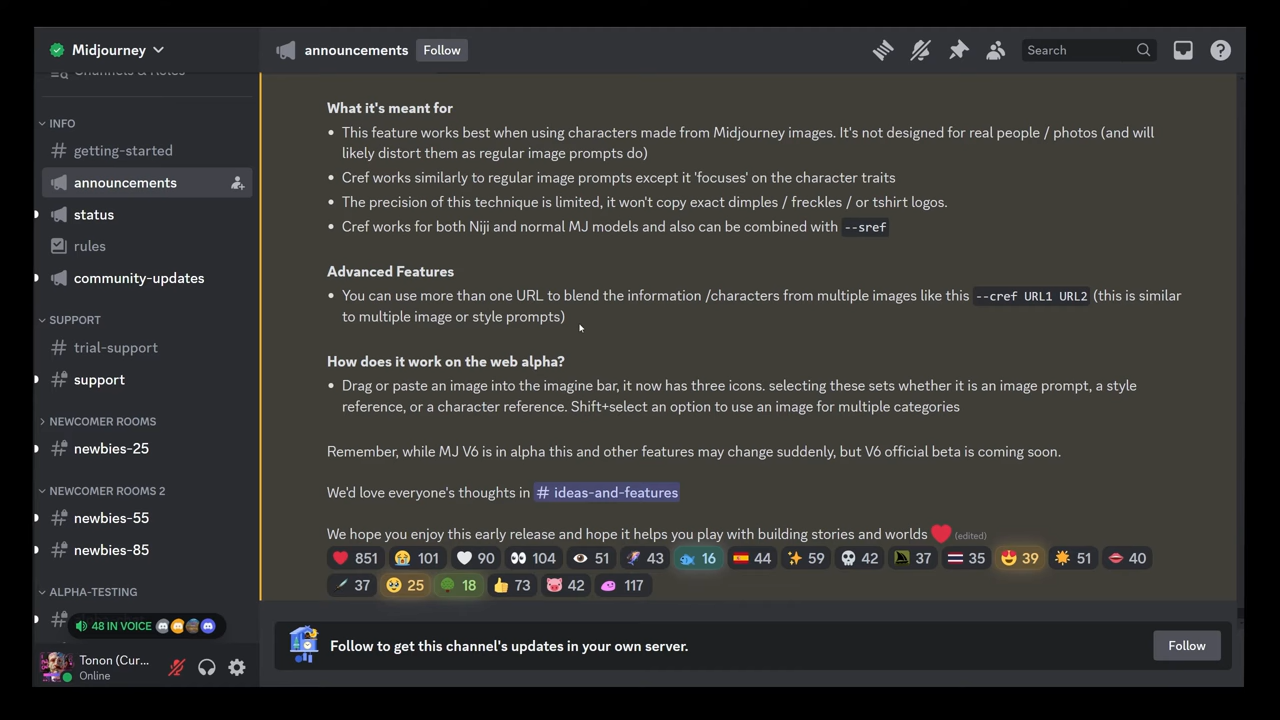 Midjourney
Channels & Roles
INFO
getting-started
announcements
status
rules
community-updates
SUPPORT
trial-support
support
NEWCOMER ROOMS
newbies-25
NEWCOMER ROOMS 2
newbies-55
newbies-85
ALPHA-TESTING
48 IN VOICE
Tonon (Cur...
Online
announcements
Follow
Search
What it's meant for
• This feature works best when using characters made from Midjourney images. It's not designed for real people / photos (and will
likely distort them as regular image prompts do)
• Cref works similarly to regular image prompts except it 'focuses' on the character traits
• The precision of this technique is limited, it won't copy exact dimples / freckles / or tshirt logos.
• Cref works for both Niji and normal MJ models and also can be combined with --sref
Advanced Features
• You can use more than one URL to blend the information /characters from multiple images like this --cref URL1 URL2 (this is similar
to multiple image or style prompts)
How does it work on the web alpha?
• Drag or paste an image into the imagine bar, it now has three icons. selecting these sets whether it is an image prompt, a style
reference, or a character reference. Shift+select an option to use an image for multiple categories
Remember, while MJ V6 is in alpha this and other features may change suddenly, but V6 official beta is coming soon.
We'd love everyone's thoughts in # ideas-and-features
We hope you enjoy this early release and hope it helps you play with building stories and worlds ❤️ (edited)
851 101 90 104 51 43 16 44 59 42 37 35 39 51 40
37 25 18 73 42 117
Follow to get this channel's updates in your own server.
Follow